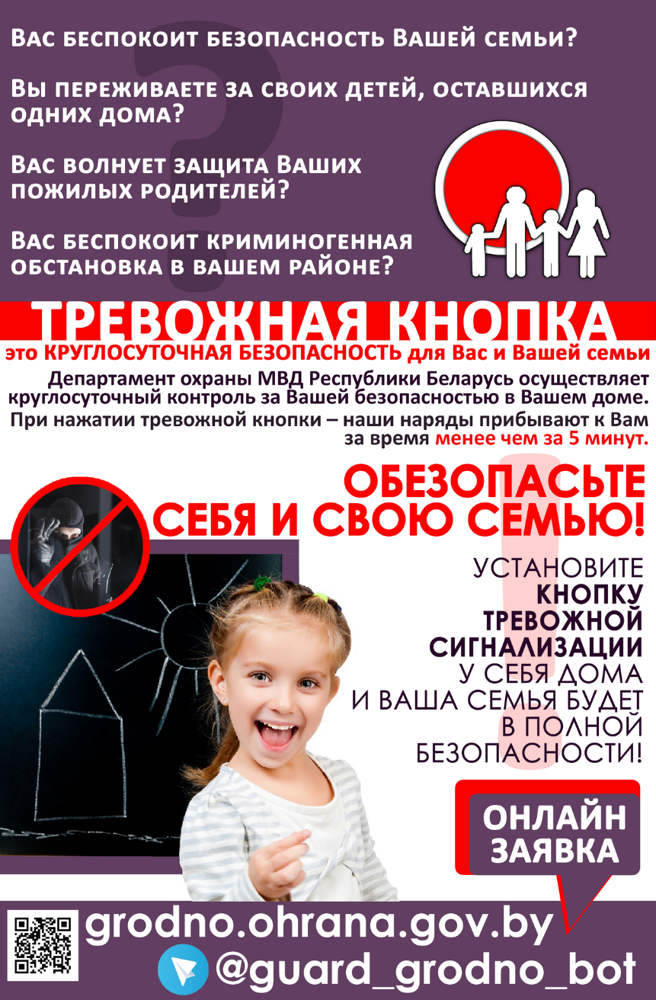 Вас беспокоит безопасность Вашей семьи?
Вы переживаете за своих детей, оставшихся
одних дома?
Вас волнует защита Ваших
пожилых родителей?
Вас беспокоит криминогенная
обстановка в вашем районе?
ТРЕВОЖНАЯ КНОПКА
это КРУГЛОСУТОЧНАЯ БЕЗОПАСНОСТЬ для Вас и Вашей семьи
Департамент охраны МВД Республики Беларусь осуществляет
круглосуточный контроль за Вашей безопасностью в Вашем доме.
При нажатии тревожной кнопки – наши наряды прибывают к Вам
за время менее чем за 5 минут.
ОБЕЗОПАСЬТЕ
СЕБЯ И СВОЮ СЕМЬЮ!
УСТАНОВИТЕ
КНОПКУ
ТРЕВОЖНОЙ
СИГНАЛИЗАЦИИ
У СЕБЯ ДОМА
И ВАША СЕМЬЯ БУДЕТ
В ПОЛНОЙ
БЕЗОПАСНОСТИ!
ОНЛАЙН
ЗАЯВКА
grodno.ohrana.gov.by
@guard_grodno_bot